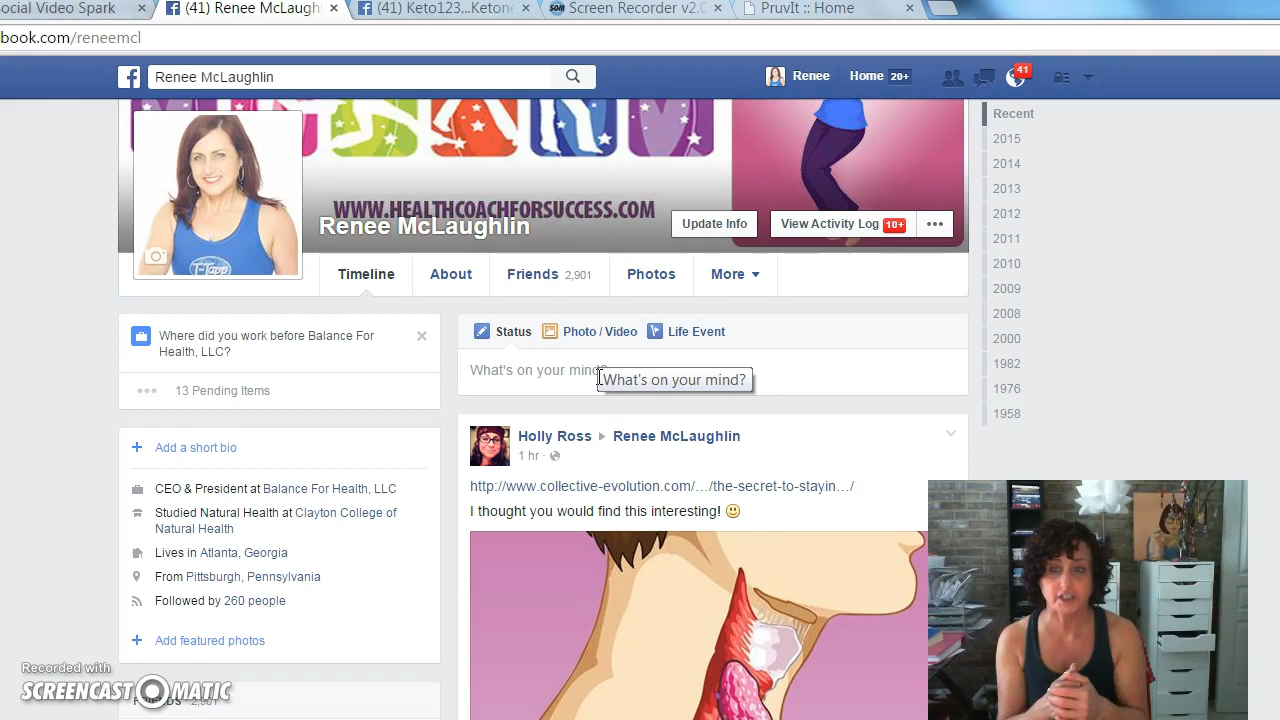 ocial Video Spark
(41) Renee McLaugh
(41) Keto123...Ketone
Screen Recorder v2.0
PruvIt :: Home
book.com/reneemcl
Renee McLaughlin
Renee
Home 20+
41
WWW.HEALTHCOACHFORSUCCESS.COM
Renee McLaughlin
Update Info
View Activity Log 10+
T-Tapp
Timeline
About
Friends 2,901
Photos
More
Recent
2015
2014
2013
2012
2011
2010
2009
2008
2000
1982
1976
1958
Where did you work before Balance For
Health, LLC?
13 Pending Items
Add a short bio
CEO & President at Balance For Health, LLC
Studied Natural Health at Clayton College of
Natural Health
Lives in Atlanta, Georgia
From Pittsburgh, Pennsylvania
Followed by 260 people
Add featured photos
FRIENDS · 2,901
Status
Photo / Video
Life Event
What's on your mind?
What's on your mind?
Holly Ross ▶ Renee McLaughlin
1 hr ·
http://www.collective-evolution.com/…/the-secret-to-stayin…/
I thought you would find this interesting!
Recorded with
SCREENCAST-O-MATIC